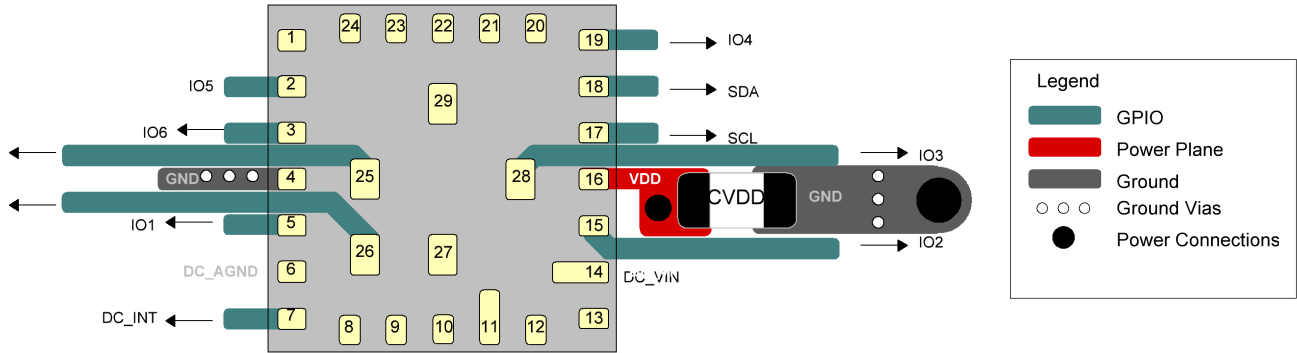 24 23 22 21 20
1 19 IO4
IO5 2 29 18 SDA
IO6 3 17 SCL
IO3
GND 4 25 28 16 VDD CVDD GND
IO1 5 15
IO2
26 27
DC_AGND 6 14 DC_VIN
DC_INT 7 8 9 10 11 12 13
Legend
GPIO
Power Plane
Ground
Ground Vias
Power Connections